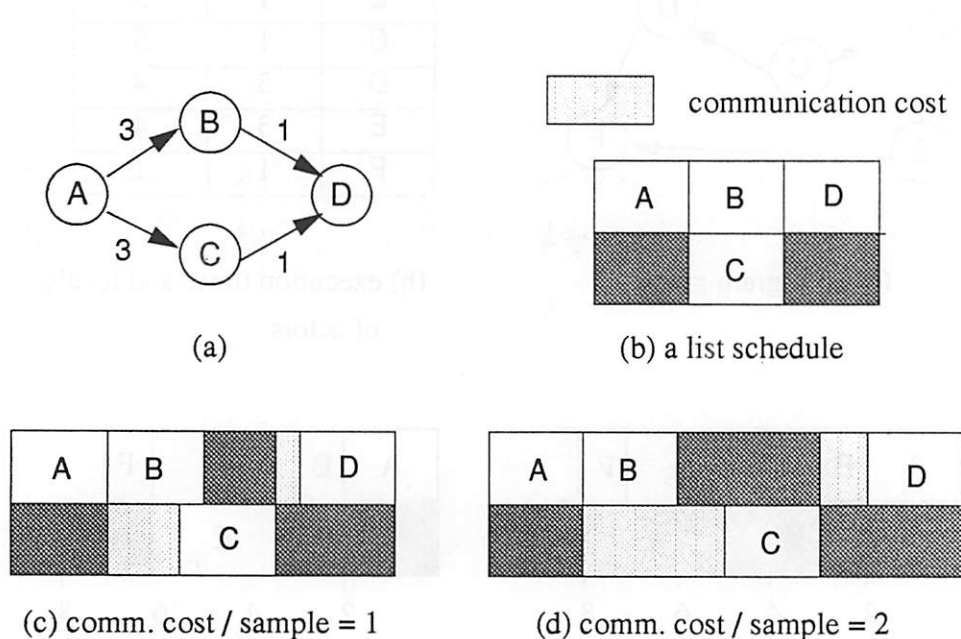 B
3
1
A
D
3
1
C
(a)
communication cost
A B D
C
(b) a list schedule
A B D
C
(c) comm. cost / sample = 1
A B D
C
(d) comm. cost / sample = 2